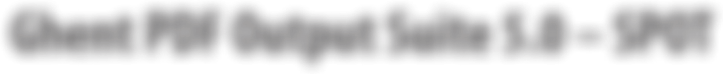 Ghent PDF Output Suite 5.0 – SPOT